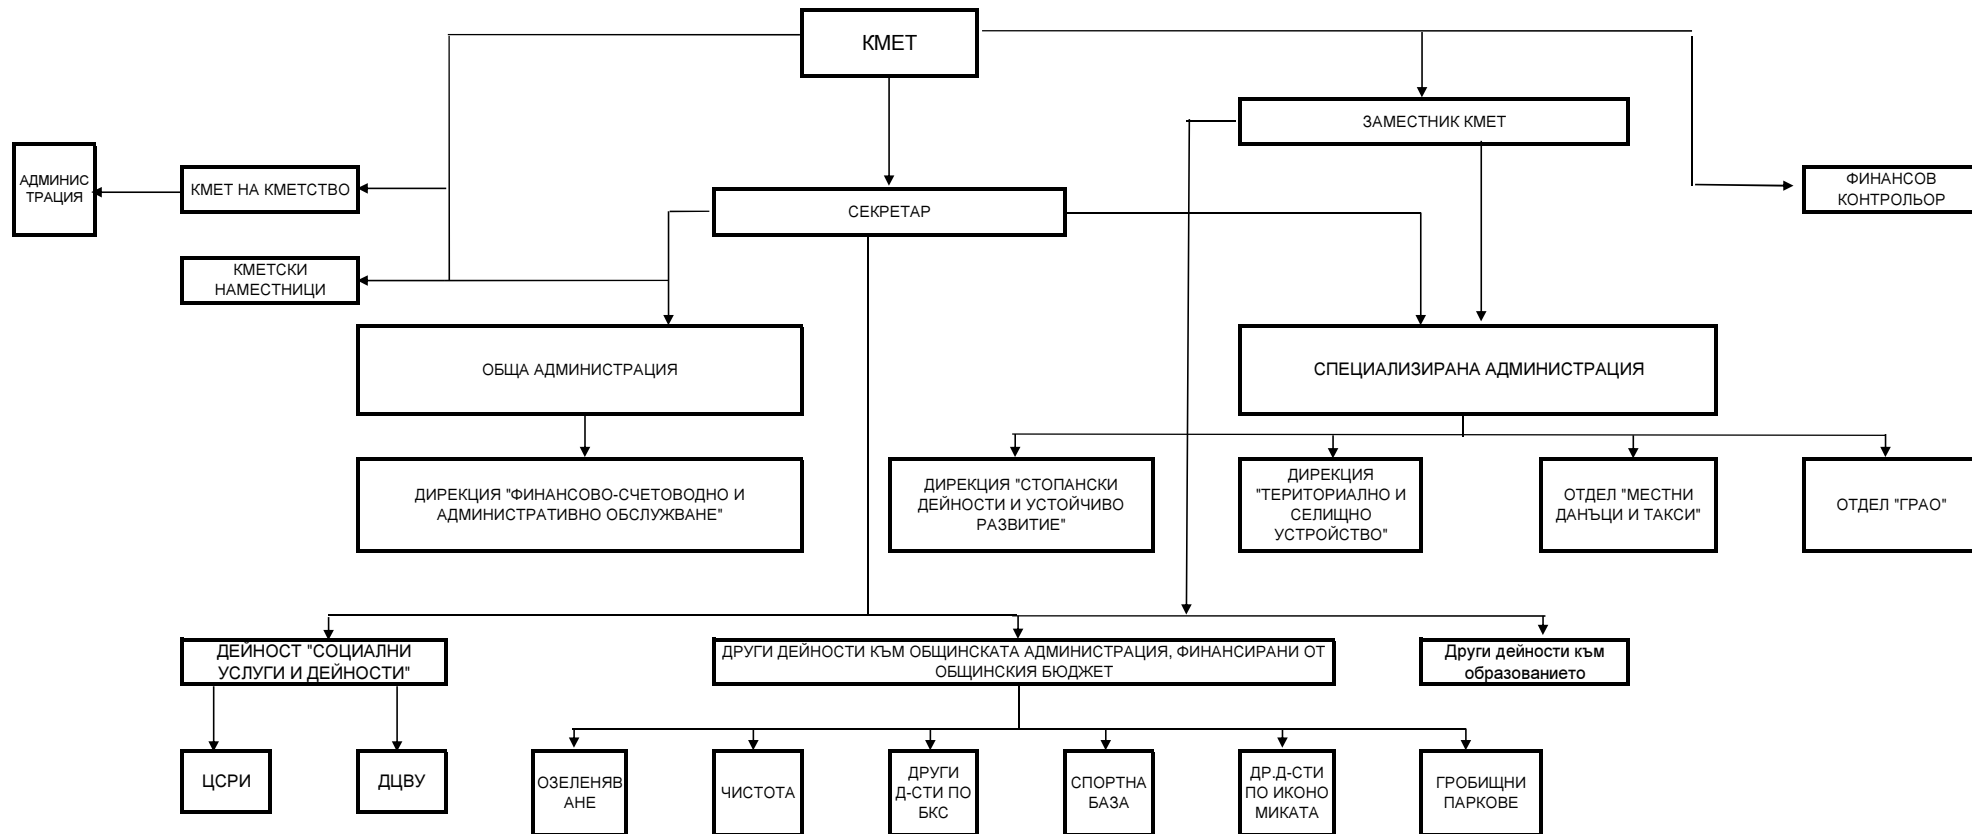 КМЕТ
ЗАМЕСТНИК КМЕТ
АДМИНИС
ТРАЦИЯ
КМЕТ НА КМЕТСТВО
СЕКРЕТАР
ФИНАНСОВ
КОНТРОЛЬОР
КМЕТСКИ
НАМЕСТНИЦИ
ОБЩА АДМИНИСТРАЦИЯ
СПЕЦИАЛИЗИРАНА АДМИНИСТРАЦИЯ
ДИРЕКЦИЯ "ФИНАНСОВО-СЧЕТОВОДНО И
АДМИНИСТРАТИВНО ОБСЛУЖВАНЕ"
ДИРЕКЦИЯ "СТОПАНСКИ
ДЕЙНОСТИ И УСТОЙЧИВО
РАЗВИТИЕ"
ДИРЕКЦИЯ
"ТЕРИТОРИАЛНО И
СЕЛИЩНО
УСТРОЙСТВО"
ОТДЕЛ "МЕСТНИ
ДАНЪЦИ И ТАКСИ"
ОТДЕЛ "ГРАО"
ДЕЙНОСТ "СОЦИАЛНИ
УСЛУГИ И ДЕЙНОСТИ"
ДРУГИ ДЕЙНОСТИ КЪМ ОБЩИНСКАТА АДМИНИСТРАЦИЯ, ФИНАНСИРАНИ ОТ
ОБЩИНСКИЯ БЮДЖЕТ
Други дейности към
образованието
ЦСРИ
ДЦВУ
ОЗЕЛЕНЯВ
АНЕ
ЧИСТОТА
ДРУГИ
Д-СТИ ПО
БКС
СПОРТНА
БАЗА
ДР.Д-СТИ
ПО ИКОНО
МИКАТА
ГРОБИЩНИ
ПАРКОВЕ